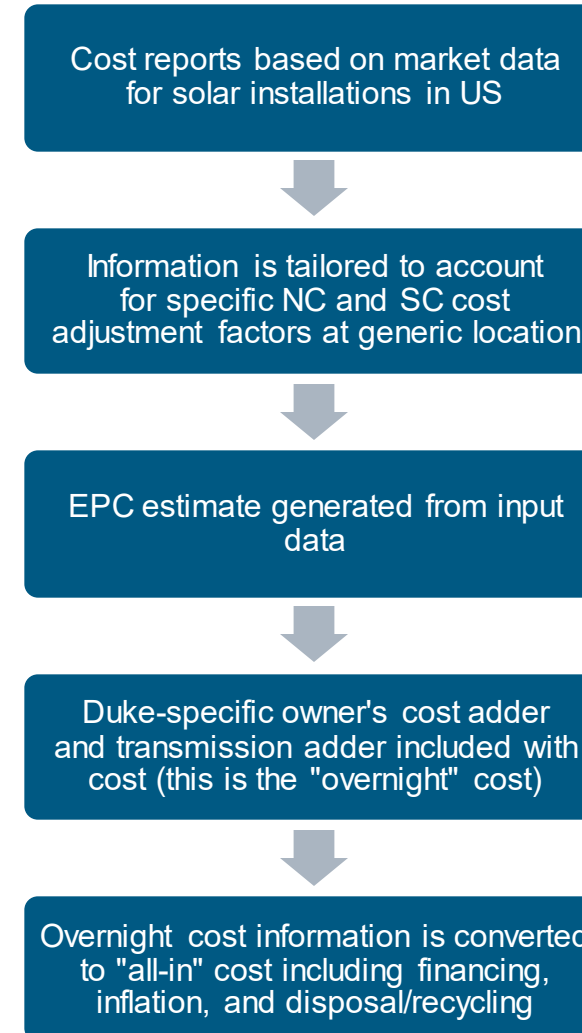 Cost reports based on market data
for solar installations in US
Information is tailored to account
for specific NC and SC cost
adjustment factors at generic location
EPC estimate generated from input
data
Duke-specific owner's cost adder
and transmission adder included with
cost (this is the "overnight" cost)
Overnight cost information is converted
to "all-in" cost including financing,
inflation, and disposal/recycling